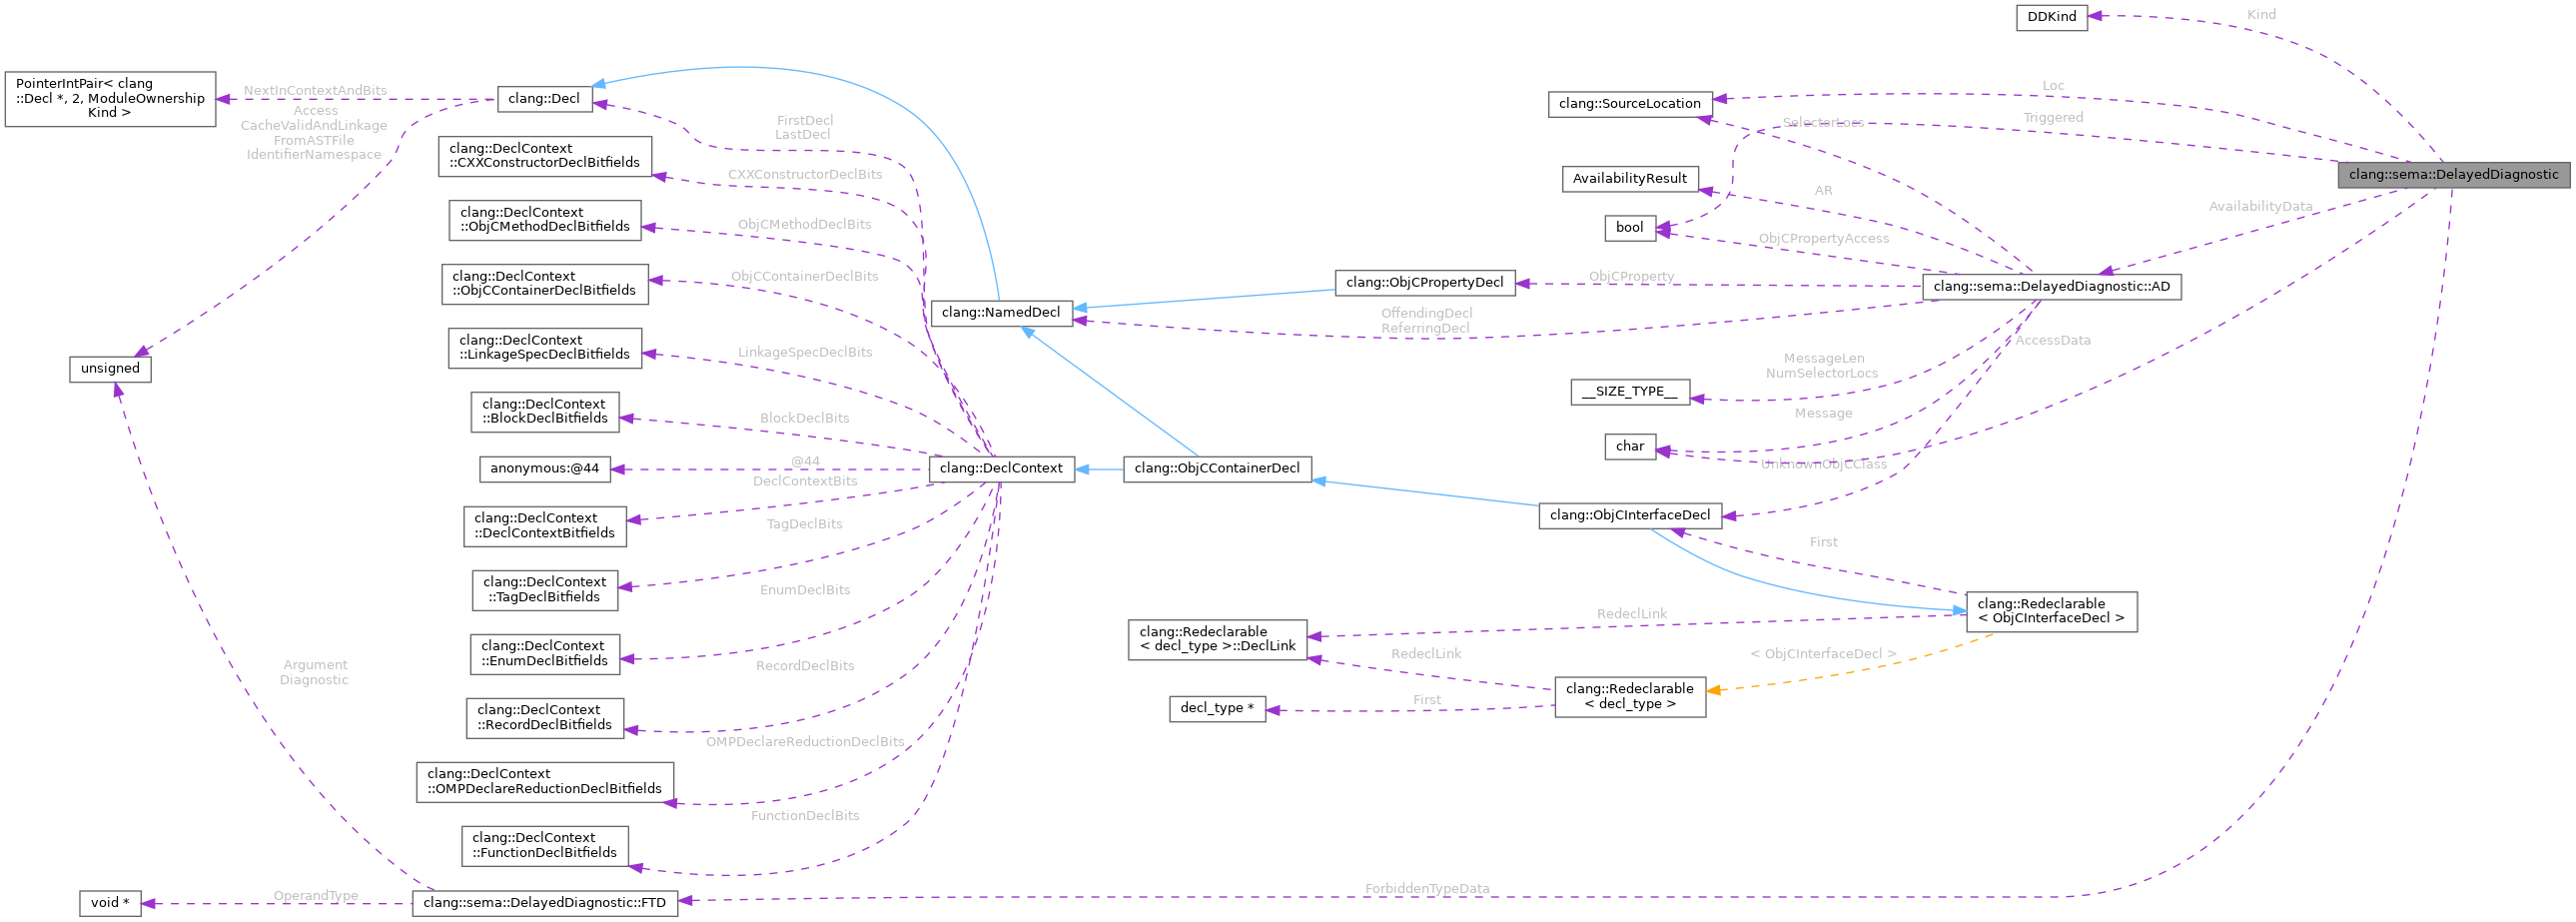 DDKind
Kind
PointerIntPair< clang
::Decl *, 2, ModuleOwnership
Kind >
NextInContextAndBits
Access
CacheValidAndLinkage
FromASTFile
IdentifierNamespace
clang::Decl
FirstDecl
LastDecl
clang::SourceLocation
Loc
SelectorLocs
Triggered
clang::DeclContext
::CXXConstructorDeclBitfields
CXXConstructorDeclBits
AvailabilityResult
AR
clang::sema::DelayedDiagnostic
clang::DeclContext
::ObjCMethodDeclBitfields
ObjCMethodDeclBits
bool
ObjCPropertyAccess
AvailabilityData
clang::DeclContext
::ObjCContainerDeclBitfields
ObjCContainerDeclBits
clang::NamedDecl
clang::ObjCPropertyDecl
ObjCProperty
clang::sema::DelayedDiagnostic::AD
OffendingDecl
ReferringDecl
clang::DeclContext
::LinkageSpecDeclBitfields
LinkageSpecDeclBits
AccessData
unsigned
MessageLen
NumSelectorLocs
__SIZE_TYPE__
clang::DeclContext
::BlockDeclBitfields
BlockDeclBits
Message
char
anonymous:@44
@44
clang::DeclContext
clang::ObjCContainerDecl
UnknownObjCClass
DeclContextBits
clang::DeclContext
::DeclContextBitfields
clang::ObjCInterfaceDecl
TagDeclBits
First
clang::DeclContext
::TagDeclBitfields
EnumDeclBits
clang::Redeclarable
< ObjCInterfaceDecl >
RedeclLink
clang::Redeclarable
< decl_type >::DeclLink
clang::DeclContext
::EnumDeclBitfields
RecordDeclBits
RedeclLink
< ObjCInterfaceDecl >
Argument
Diagnostic
clang::Redeclarable
< decl_type >
First
decl_type *
clang::DeclContext
::RecordDeclBitfields
OMPDeclareReductionDeclBits
clang::DeclContext
::OMPDeclareReductionDeclBitfields
FunctionDeclBits
clang::DeclContext
::FunctionDeclBitfields
void *
OperandType
clang::sema::DelayedDiagnostic::FTD
ForbiddenTypeData